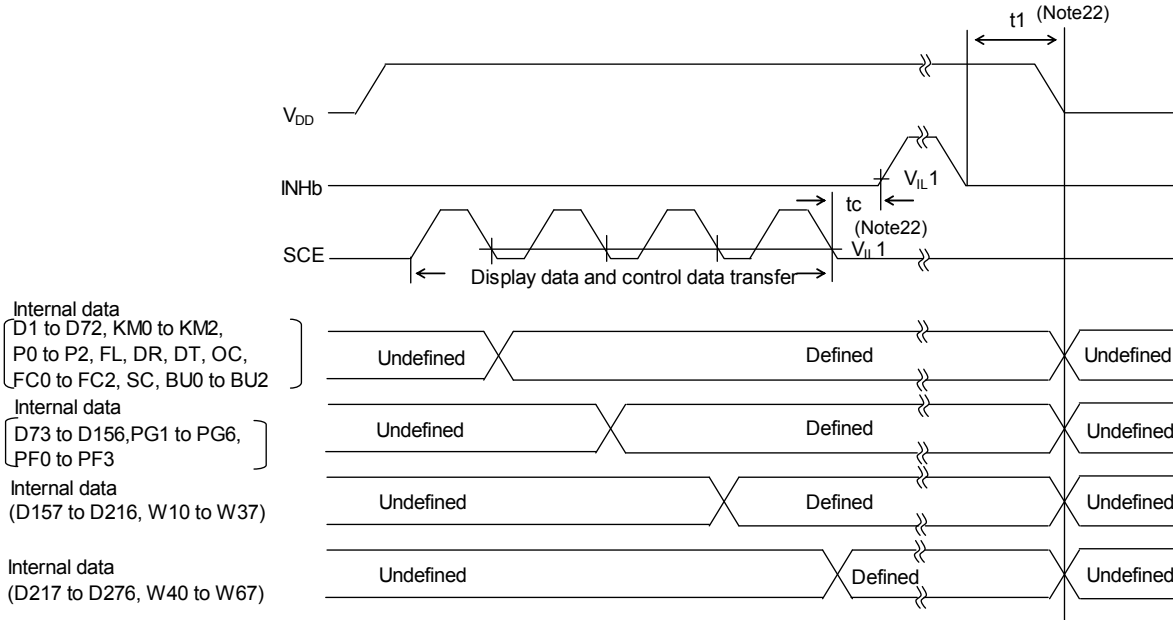 t1 (Note22)
VDD
INHb
VIL1
tc
(Note22)
SCE
VIL1
Display data and control data transfer
Internal data
D1 to D72, KM0 to KM2,
P0 to P2, FL, DR, DT, OC,
FC0 to FC2, SC, BU0 to BU2
Undefined
Defined
Undefined
Internal data
D73 to D156,PG1 to PG6,
PF0 to PF3
Undefined
Defined
Undefined
Internal data
(D157 to D216, W10 to W37)
Undefined
Defined
Undefined
Internal data
(D217 to D276, W40 to W67)
Undefined
Defined
Undefined